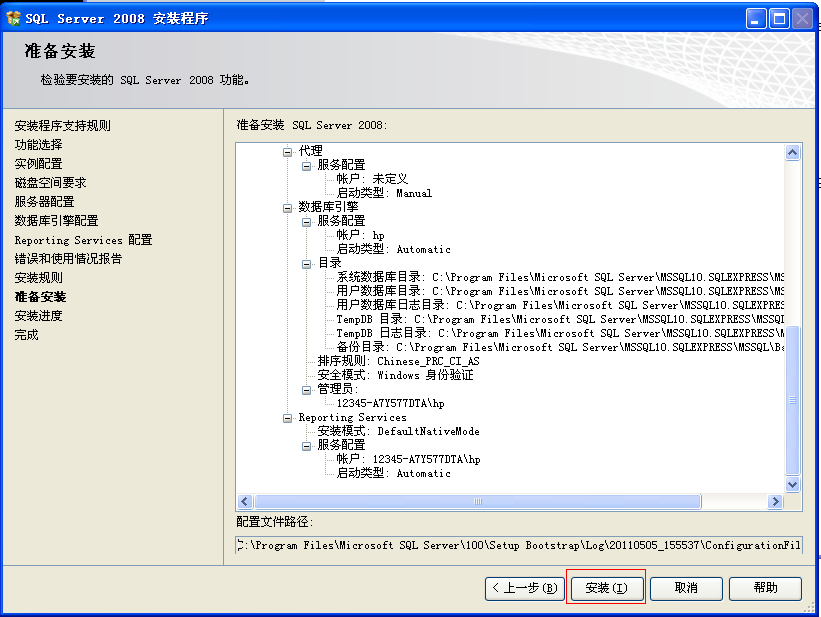 SQL Server 2008 安装程序
准备安装
检验要安装的 SQL Server 2008 功能。
安装程序支持规则
功能选择
实例配置
磁盘空间要求
服务器配置
数据库引擎配置
Reporting Services 配置
错误和使用情况报告
安装规则
准备安装
安装进度
完成
准备安装 SQL Server 2008:
代理
服务配置
帐户: 未定义
启动类型: Manual
数据库引擎
服务配置
帐户: hp
启动类型: Automatic
目录
系统数据库目录: C:\Program Files\Microsoft SQL Server\MSSQL10.SQLEXPRESS\MS
用户数据库目录: C:\Program Files\Microsoft SQL Server\MSSQL10.SQLEXPRESS\MS
用户数据库日志目录: C:\Program Files\Microsoft SQL Server\MSSQL10.SQLEXPRES
TempDB 目录: C:\Program Files\Microsoft SQL Server\MSSQL10.SQLEXPRESS\MSSQ
TempDB 日志目录: C:\Program Files\Microsoft SQL Server\MSSQL10.SQLEXPRESS\M
备份目录: C:\Program Files\Microsoft SQL Server\MSSQL10.SQLEXPRESS\MSSQL\Ba
排序规则: Chinese_PRC_CI_AS
安全模式: Windows 身份验证
管理员:
12345-A7Y577DTA\hp
Reporting Services
安装模式: DefaultNativeMode
服务配置
帐户: 12345-A7Y577DTA\hp
启动类型: Automatic
配置文件路径:
C:\Program Files\Microsoft SQL Server\100\Setup Bootstrap\Log\20110505_155537\ConfigurationFil
< 上一步(B) 安装(I) 取消 帮助